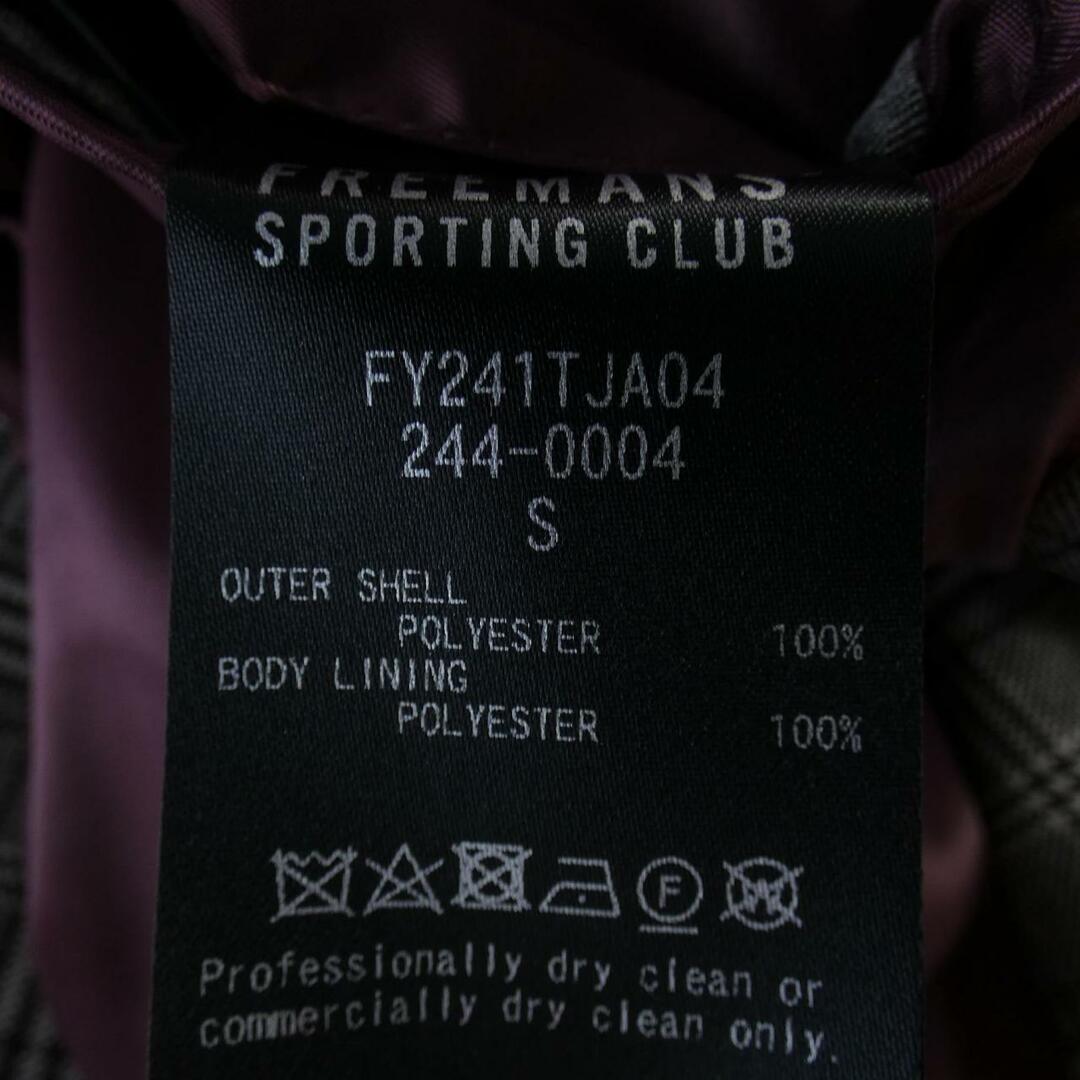 FREEMANS
SPORTING CLUB
FY241TJA04
244-0004
S
OUTER SHELL
POLYESTER 100%
BODY LINING
POLYESTER 100%
F W
Professionally dry clean or
commercially dry clean only.